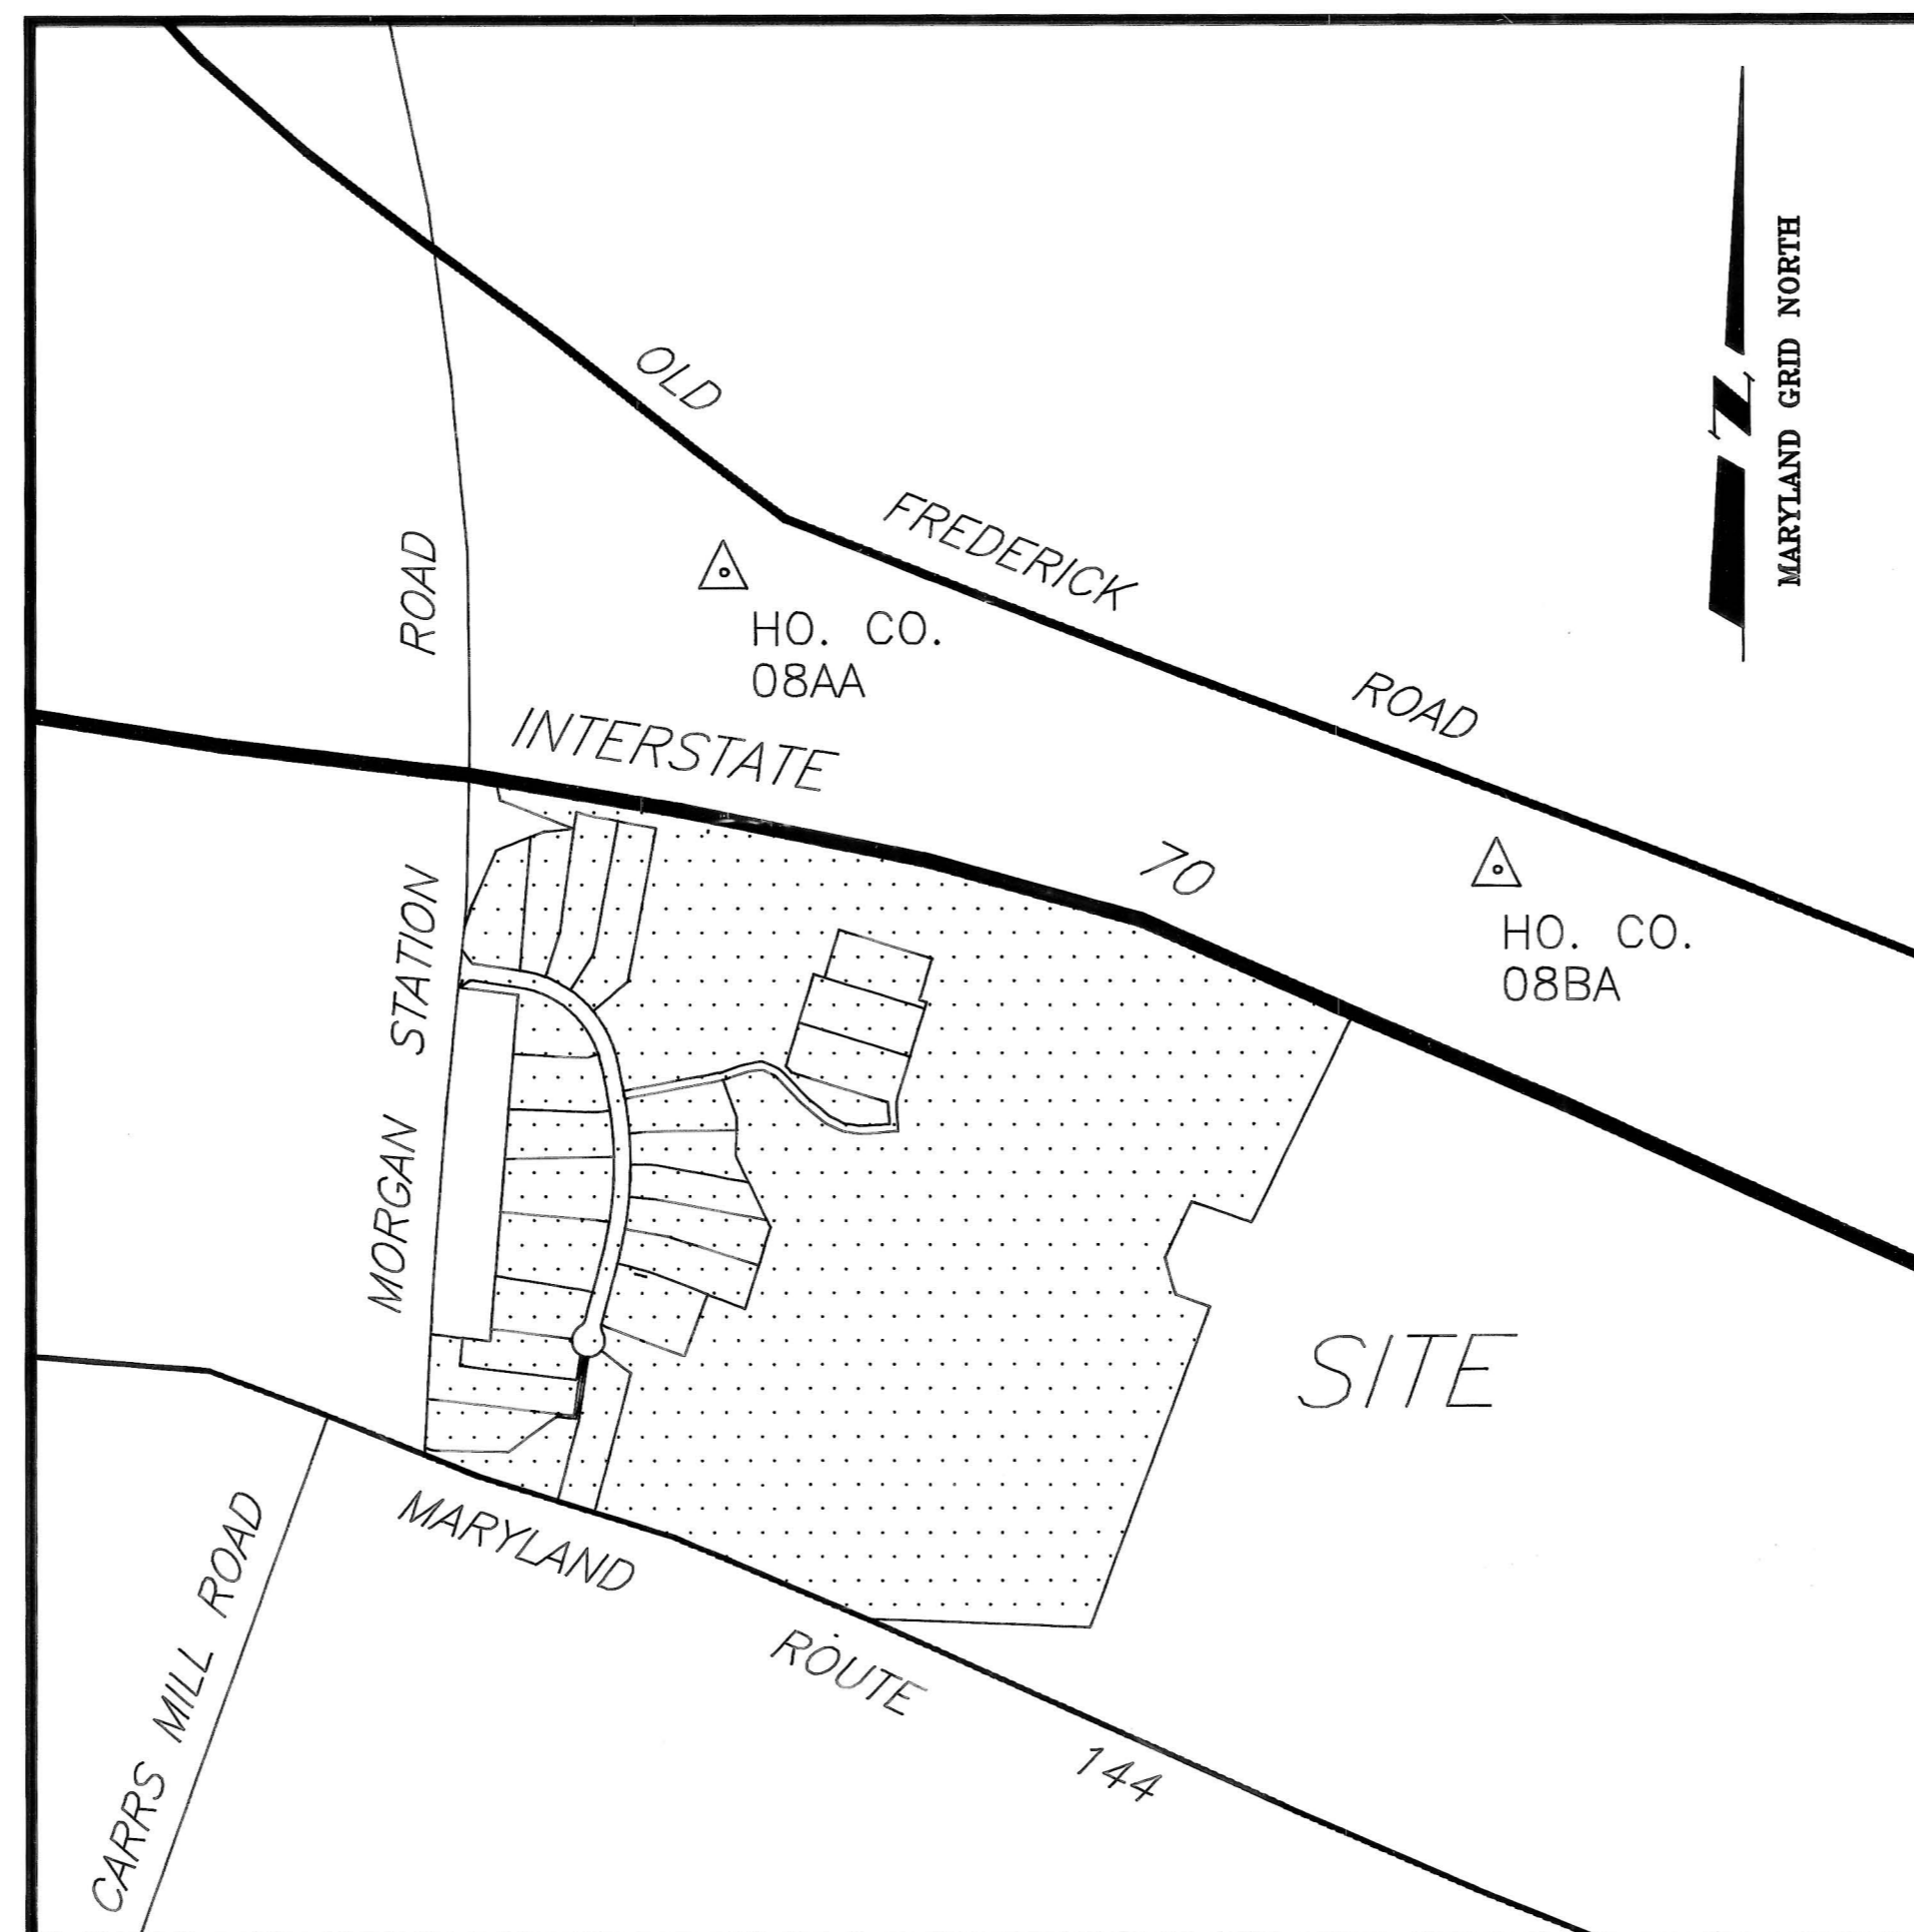 OLD FREDERICK ROAD
N
MARYLAND GRID NORTH
HO. CO.
08AA
INTERSTATE 70
HO. CO.
08BA
MORGAN STATION ROAD
SITE
MARYLAND ROUTE 144
CARRS MILL ROAD